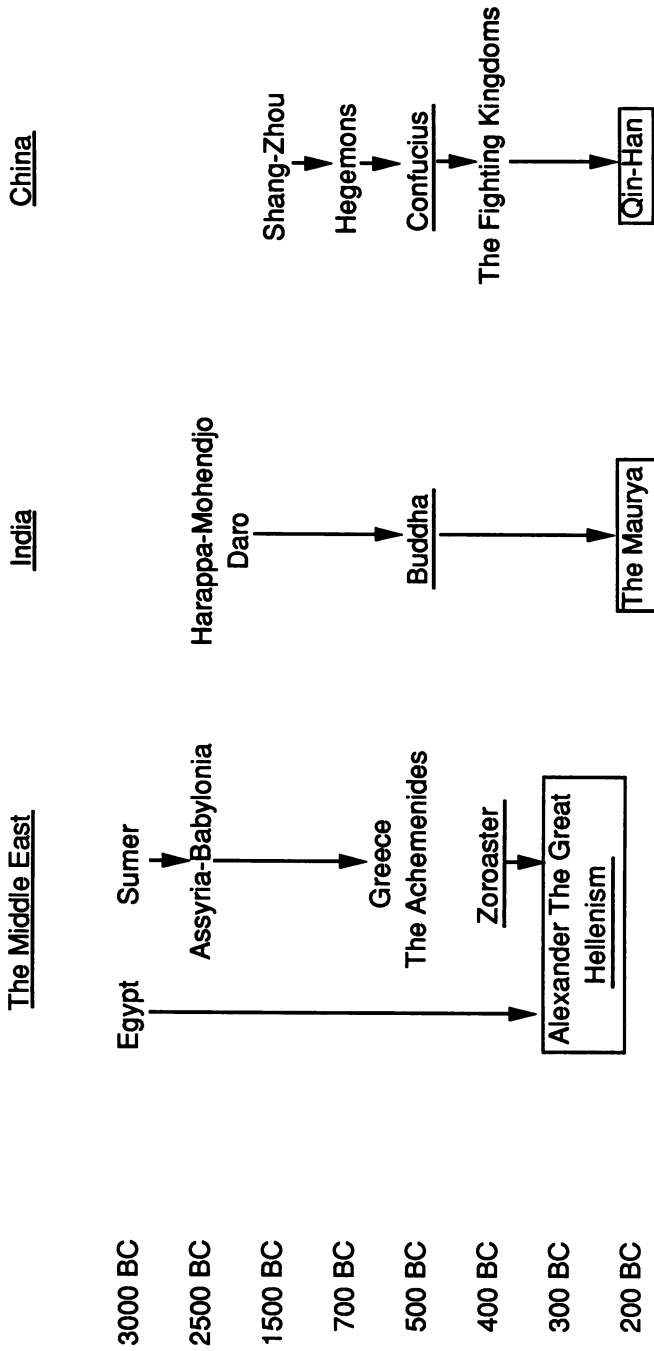 The Middle East
India
China
3000 BC
Egypt
Sumer
2500 BC
Assyria-Babylonia
Harappa-Mohendjo
Daro
1500 BC
Shang-Zhou
700 BC
Greece
Hegemons
500 BC
The Achemenides
Buddha
Confucius
400 BC
Zoroaster
The Fighting Kingdoms
300 BC
Alexander The Great
Hellenism
200 BC
The Maurya
Qin-Han